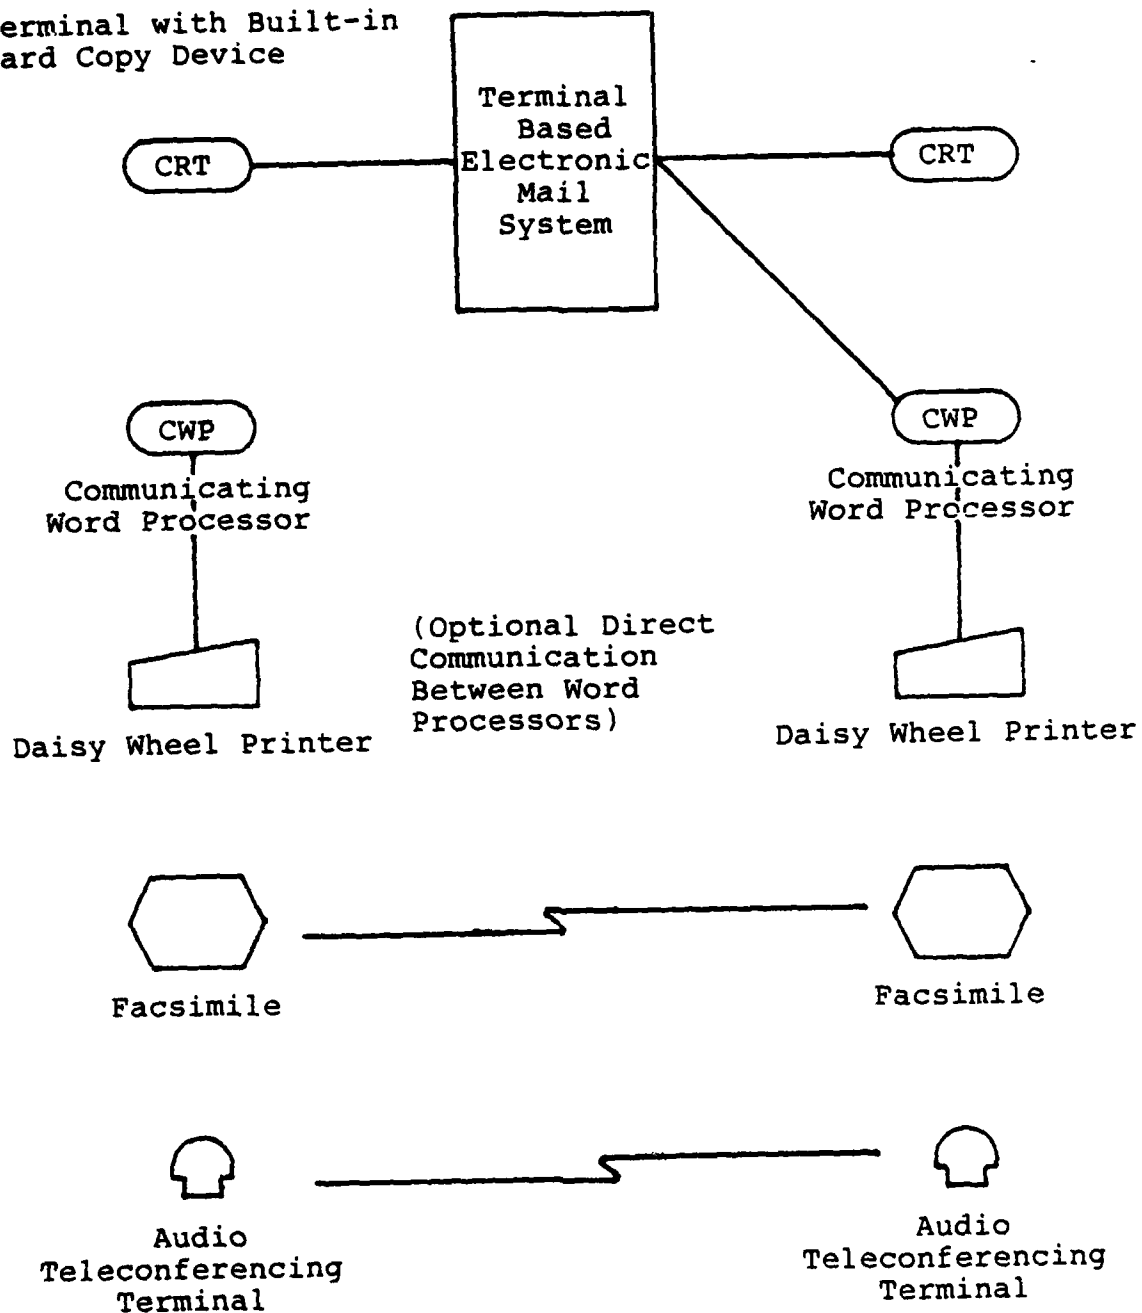 erminal with Built-in
ard Copy Device
Terminal
Based
Electronic
Mail
System
CRT
CRT
CWP
Communicating
Word Processor
CWP
Communicating
Word Processor
(Optional Direct
Communication
Between Word
Processors)
Daisy Wheel Printer
Daisy Wheel Printer
Facsimile
Facsimile
Audio
Teleconferencing
Terminal
Audio
Teleconferencing
Terminal